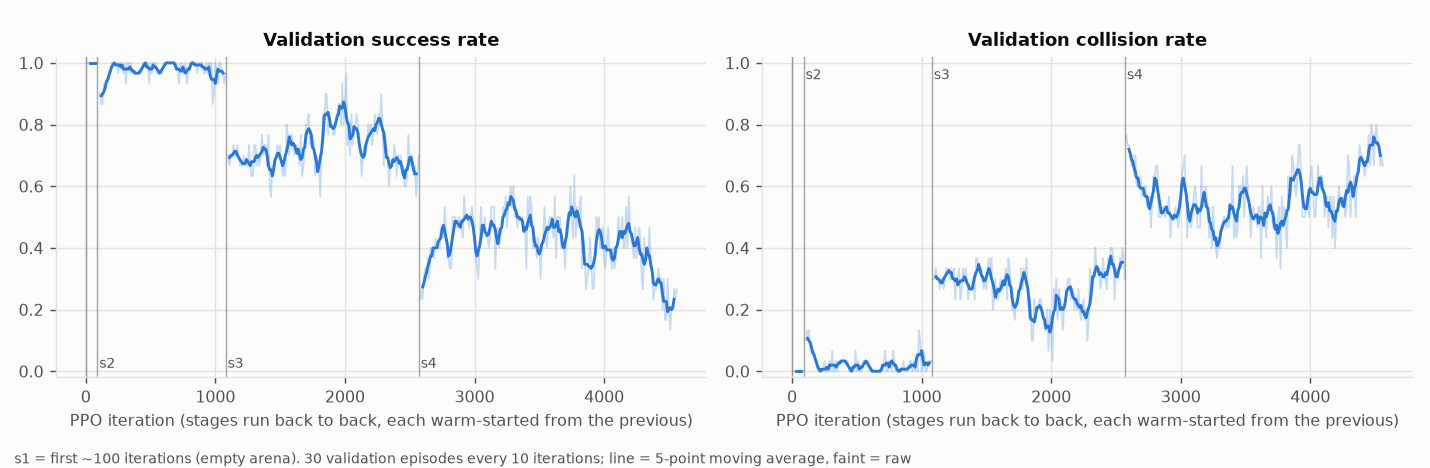 Validation success rate
1.0
0.8
0.6
0.4
0.2
0.0
s2
s3
s4
0
1000
2000
3000
4000
PPO iteration (stages run back to back, each warm-started from the previous)
Validation collision rate
1.0
0.8
0.6
0.4
0.2
0.0
s2
s3
s4
0
1000
2000
3000
4000
PPO iteration (stages run back to back, each warm-started from the previous)
s1 = first ~100 iterations (empty arena). 30 validation episodes every 10 iterations; line = 5-point moving average, faint = raw